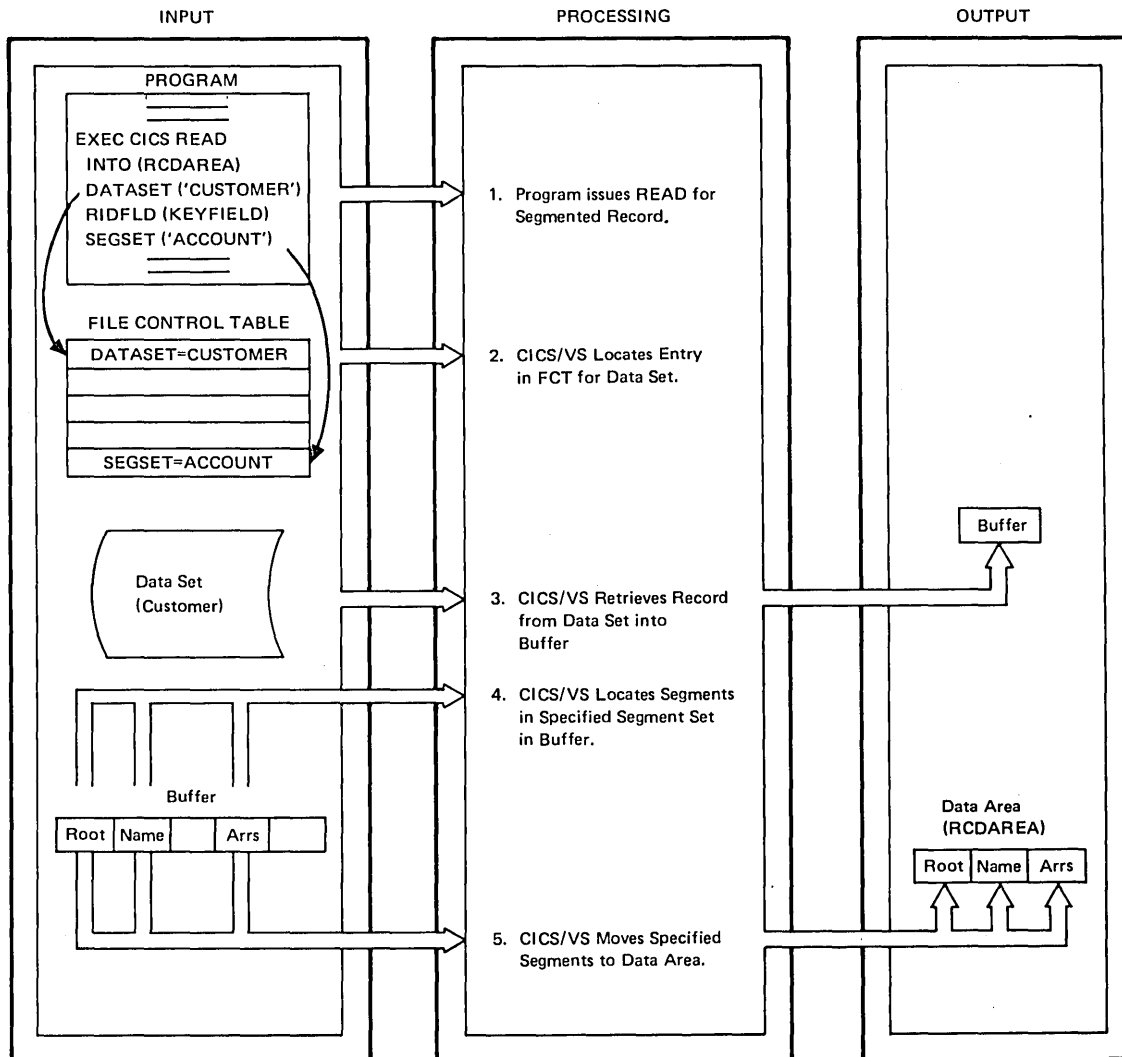 INPUT
PROCESSING
OUTPUT
PROGRAM
EXEC CICS READ
INTO (RCDAREA)
DATASET ('CUSTOMER')
RIDFLD (KEYFIELD)
SEGSET ('ACCOUNT')
FILE CONTROL TABLE
DATASET=CUSTOMER
SEGSET=ACCOUNT
Data Set
(Customer)
Buffer
Root Name Arrs
1. Program issues READ for
Segmented Record.
2. CICS/VS Locates Entry
in FCT for Data Set.
3. CICS/VS Retrieves Record
from Data Set into
Buffer
4. CICS/VS Locates Segments
in Specified Segment Set
in Buffer.
5. CICS/VS Moves Specified
Segments to Data Area.
Buffer
Data Area
(RCDAREA)
Root Name Arrs